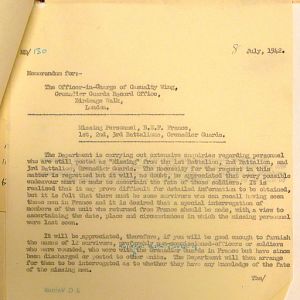 MD/ 130
8 July, 1942.
Memorandum for:-
The Officer-in-Charge of Casualty Wing,
Grenadier Guards Record Office,
Birdcage Walk,
London.
Missing Personnel, B.E.F. France,
1st, 2nd, 3rd Battalions, Grenadier Guards.
The Department is carrying out extensive enquiries regarding personnel
who are still posted as "Missing" from the 1st Battalion, 2nd Battalion, and
3rd Battalion, Grenadier Guards. The necessity for the request in this
matter is regretted but it will, no doubt, be appreciated that every possible
endeavour must be made to ascertain the fate of these soldiers. It is
realised that it may prove difficult for detailed information to be obtained,
but it is felt that there must be some survivors who can recall having seen
these men in France and it is desired that a special interrogation of
members of the unit who returned from France should be made, with a view to
ascertaining the date, place and circumstances in which the missing personnel
were last seen.
It will be appreciated, therefore, if you will be good enough to furnish
the names of 12 survivors, preferably non-commissioned-officers or soldiers
who were wounded, who were with the Grenadier Guards in France but have since
been discharged or posted to other units. The Department will then arrange
for them to be interrogated as to whether they have any knowledge of the fate
of the missing men.
The/